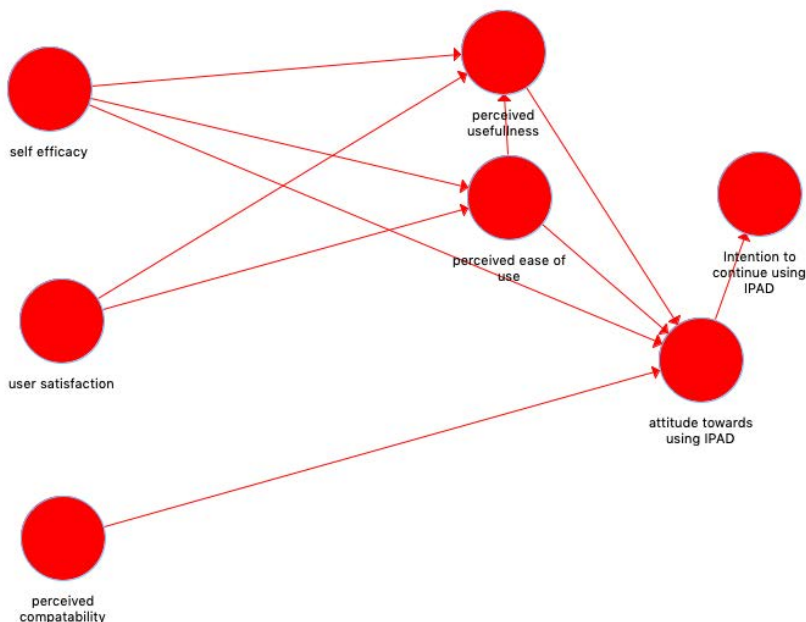 self efficacy
perceived
usefullness
perceived ease of
use
Intention to
continue using
IPAD
user satisfaction
attitude towards
using IPAD
perceived
compatability